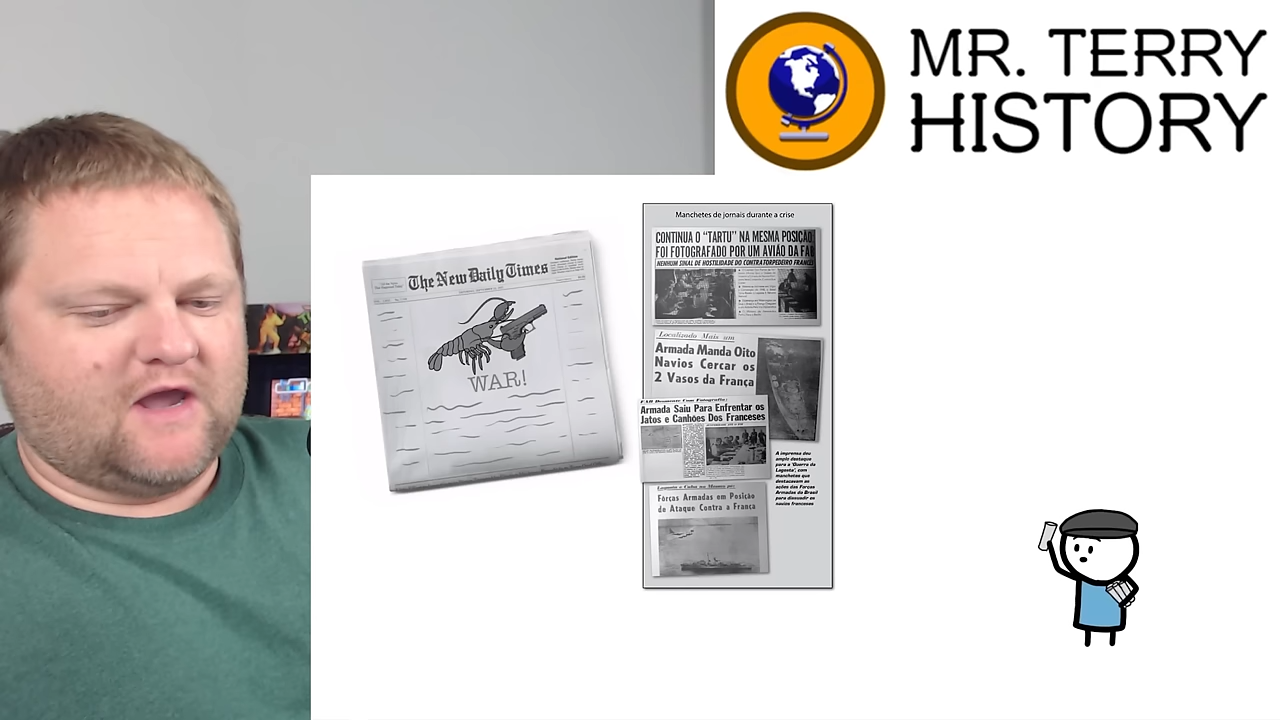 MR. TERRY
HISTORY
The New Daily Times
WAR!
Manchetes de jornais durante a crise
CONTINUA O “TARTU” NA MESMA POSIÇÃO
FOI FOTOGRAFADO POR UM AVIÃO DA FAB
NENHUM SINAL DE HOSTILIDADE DO CONTRATORPEDEIRO FRANCÊS
Localizado Mais um
Armada Manda Oito
Navios Cercar os
2 Vasos da França
Armada Saiu Para Enfrentar os
Jatos e Canhões Dos Franceses
A imprensa deu
amplo destaque
para a 'Guerra da
Lagosta', com
manchetes que
destacavam as
ações das Forças
Armadas do Brasil
para dissuadir os
navios franceses
Fôrças Armadas em Posição
de Ataque Contra a França